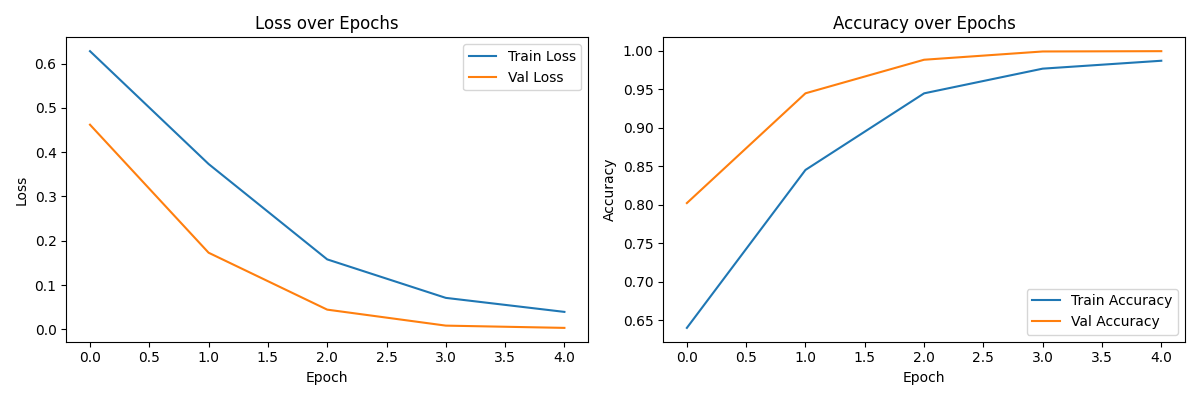 Loss over Epochs
Train Loss
Val Loss
0.6
0.5
0.4
0.3
0.2
0.1
0.0
Loss
0.0 0.5 1.0 1.5 2.0 2.5 3.0 3.5 4.0
Epoch
Accuracy over Epochs
1.00
0.95
0.90
0.85
0.80
0.75
0.70
0.65
Accuracy
Train Accuracy
Val Accuracy
0.0 0.5 1.0 1.5 2.0 2.5 3.0 3.5 4.0
Epoch